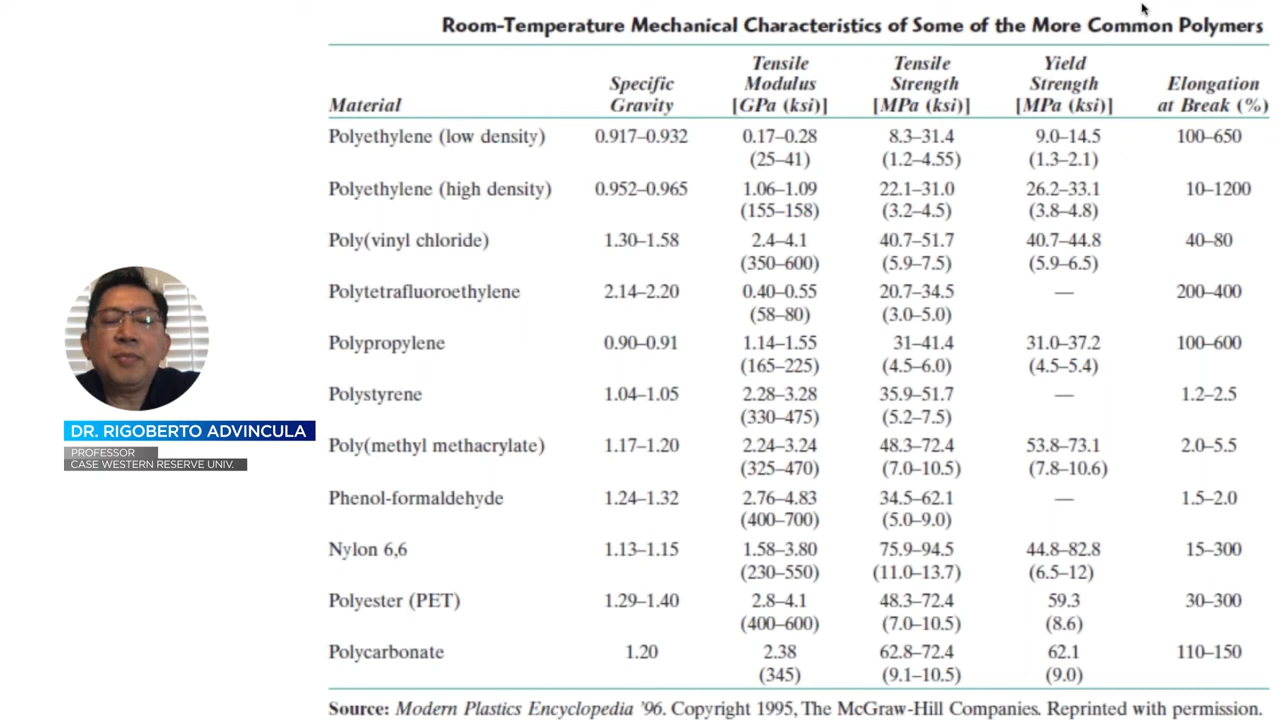 Room-Temperature Mechanical Characteristics of Some of the More Common Polymers
Material Specific Gravity Tensile Modulus [GPa (ksi)] Tensile Strength [MPa (ksi)] Yield Strength [MPa (ksi)] Elongation at Break (%)
Polyethylene (low density) 0.917–0.932 0.17–0.28 8.3–31.4 9.0–14.5 100–650
(25–41) (1.2–4.55) (1.3–2.1)
Polyethylene (high density) 0.952–0.965 1.06–1.09 22.1–31.0 26.2–33.1 10–1200
(155–158) (3.2–4.5) (3.8–4.8)
Poly(vinyl chloride) 1.30–1.58 2.4–4.1 40.7–51.7 40.7–44.8 40–80
(350–600) (5.9–7.5) (5.9–6.5)
Polytetrafluoroethylene 2.14–2.20 0.40–0.55 20.7–34.5 — 200–400
(58–80) (3.0–5.0)
Polypropylene 0.90–0.91 1.14–1.55 31–41.4 31.0–37.2 100–600
(165–225) (4.5–6.0) (4.5–5.4)
Polystyrene 1.04–1.05 2.28–3.28 35.9–51.7 — 1.2–2.5
(330–475) (5.2–7.5)
Poly(methyl methacrylate) 1.17–1.20 2.24–3.24 48.3–72.4 53.8–73.1 2.0–5.5
(325–470) (7.0–10.5) (7.8–10.6)
Phenol-formaldehyde 1.24–1.32 2.76–4.83 34.5–62.1 — 1.5–2.0
(400–700) (5.0–9.0)
Nylon 6,6 1.13–1.15 1.58–3.80 75.9–94.5 44.8–82.8 15–300
(230–550) (11.0–13.7) (6.5–12)
Polyester (PET) 1.29–1.40 2.8–4.1 48.3–72.4 59.3 30–300
(400–600) (7.0–10.5) (8.6)
Polycarbonate 1.20 2.38 62.8–72.4 62.1 110–150
(345) (9.1–10.5) (9.0)
Source: Modern Plastics Encyclopedia '96. Copyright 1995, The McGraw-Hill Companies. Reprinted with permission.
DR. RIGOBERTO ADVINCULA
PROFESSOR
CASE WESTERN RESERVE UNIV.